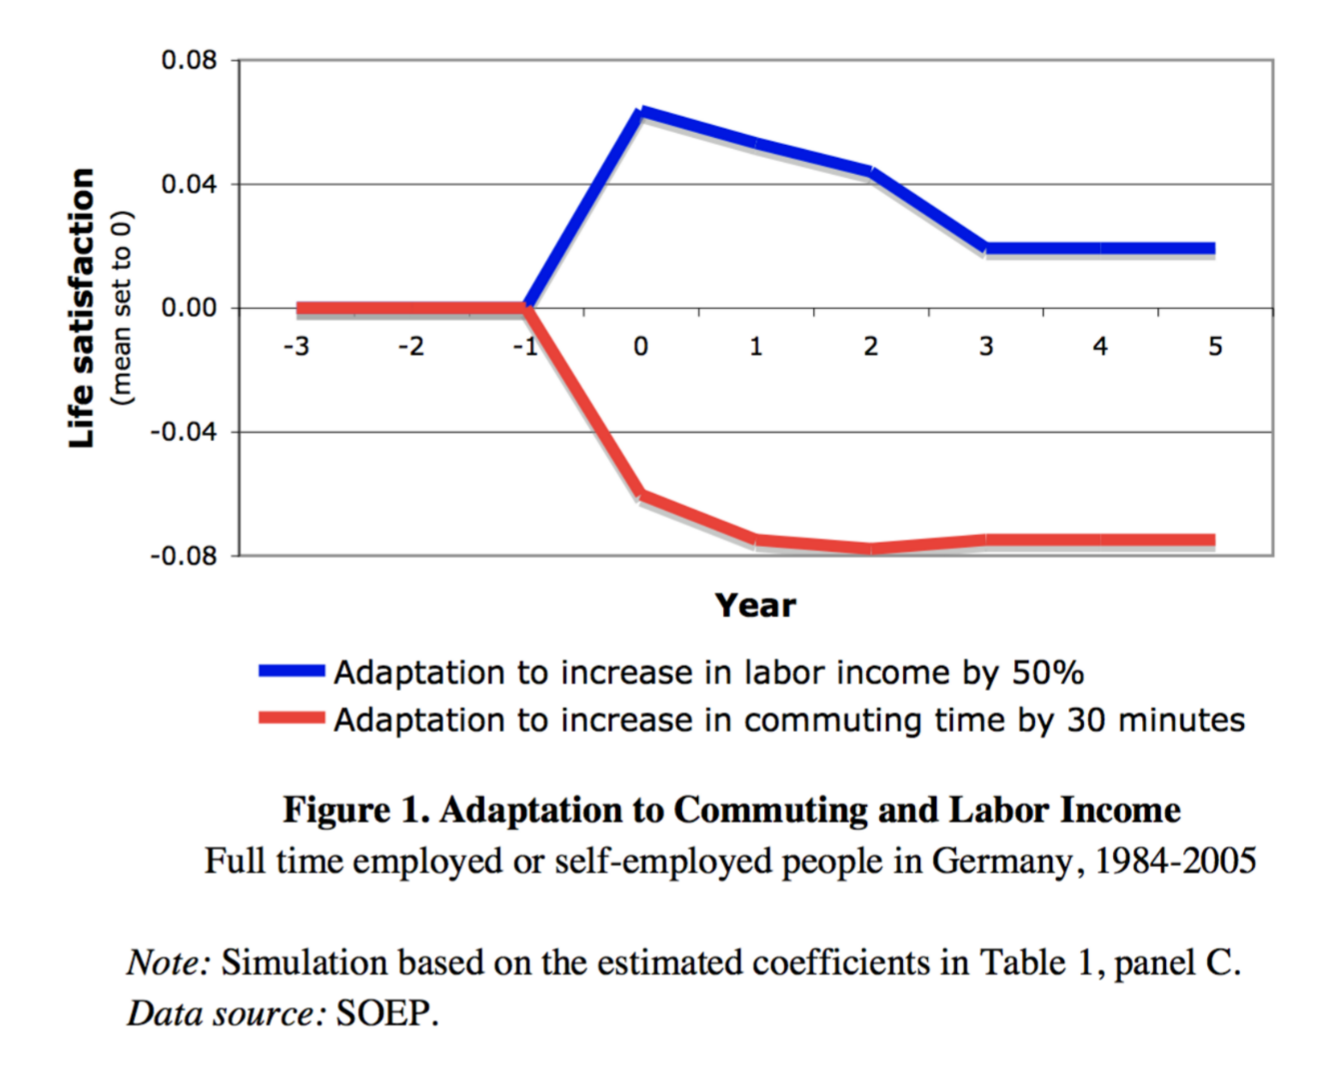 0.08
0.04
0.00
-0.04
-0.08
Life satisfaction
(mean set to 0)
-3 -2 -1 0 1 2 3 4 5
Year
Adaptation to increase in labor income by 50%
Adaptation to increase in commuting time by 30 minutes
Figure 1. Adaptation to Commuting and Labor Income
Full time employed or self-employed people in Germany, 1984-2005
Note: Simulation based on the estimated coefficients in Table 1, panel C.
Data source: SOEP.